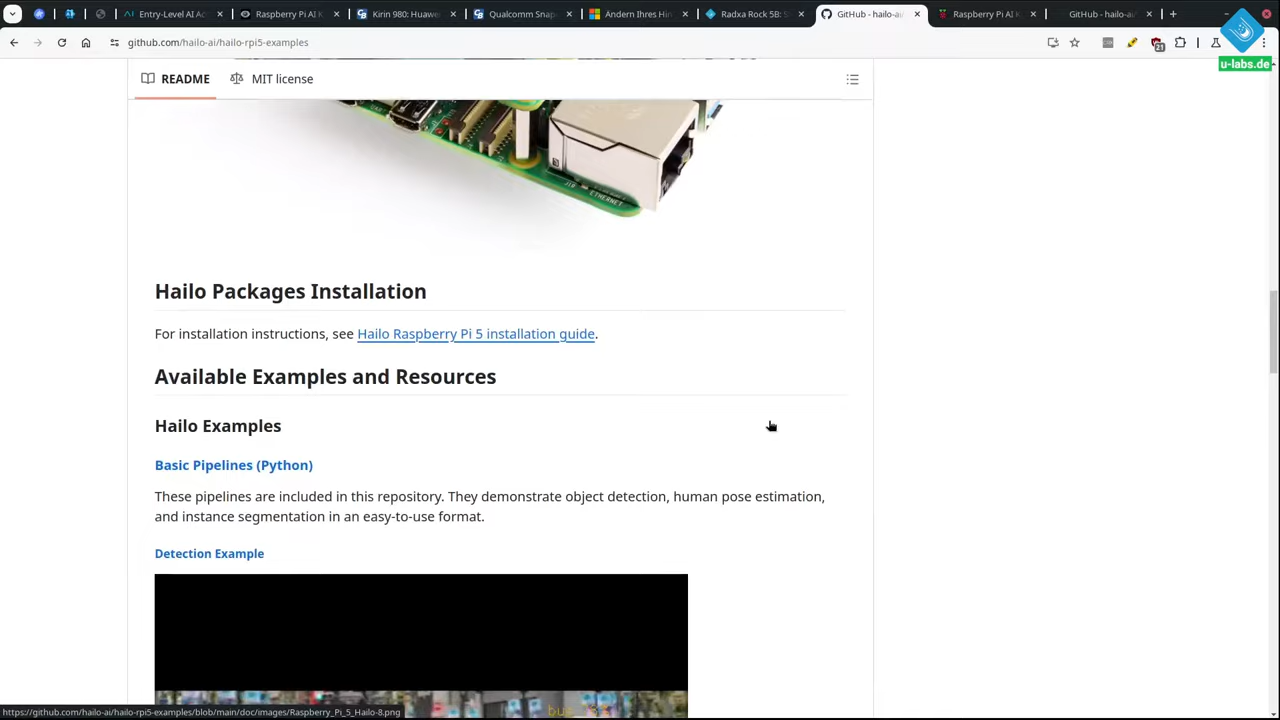 Entry-Level AI
Raspberry Pi AI K
Kirin 980: Huawe
Qualcomm Snap
Ändern Ihres Hin
Radxa Rock 5B: S
GitHub - hailo-ai
Raspberry Pi AI K
GitHub - hailo-ai
github.com/hailo-ai/hailo-rpi5-examples
21
u-labs.de
README
MIT license
ETHERNET
Hailo Packages Installation
For installation instructions, see Hailo Raspberry Pi 5 installation guide.
Available Examples and Resources
Hailo Examples
Basic Pipelines (Python)
These pipelines are included in this repository. They demonstrate object detection, human pose estimation,
and instance segmentation in an easy-to-use format.
Detection Example
https://github.com/hailo-ai/hailo-rpi5-examples/blob/main/doc/images/Raspberry_Pi_5_Hailo-8.png